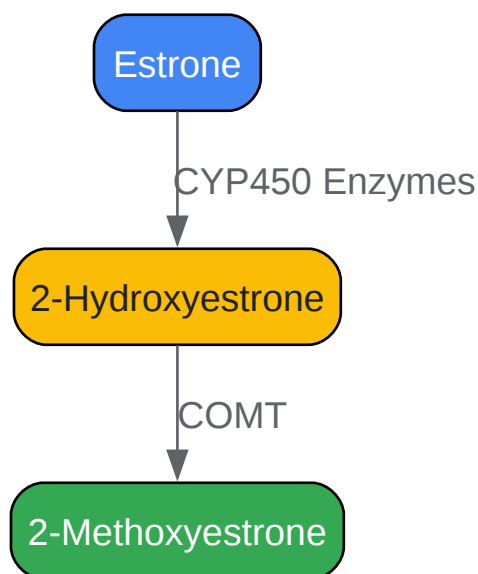 Estrone
CYP450 Enzymes
2-Hydroxyestrone
COMT
2-Methoxyestrone